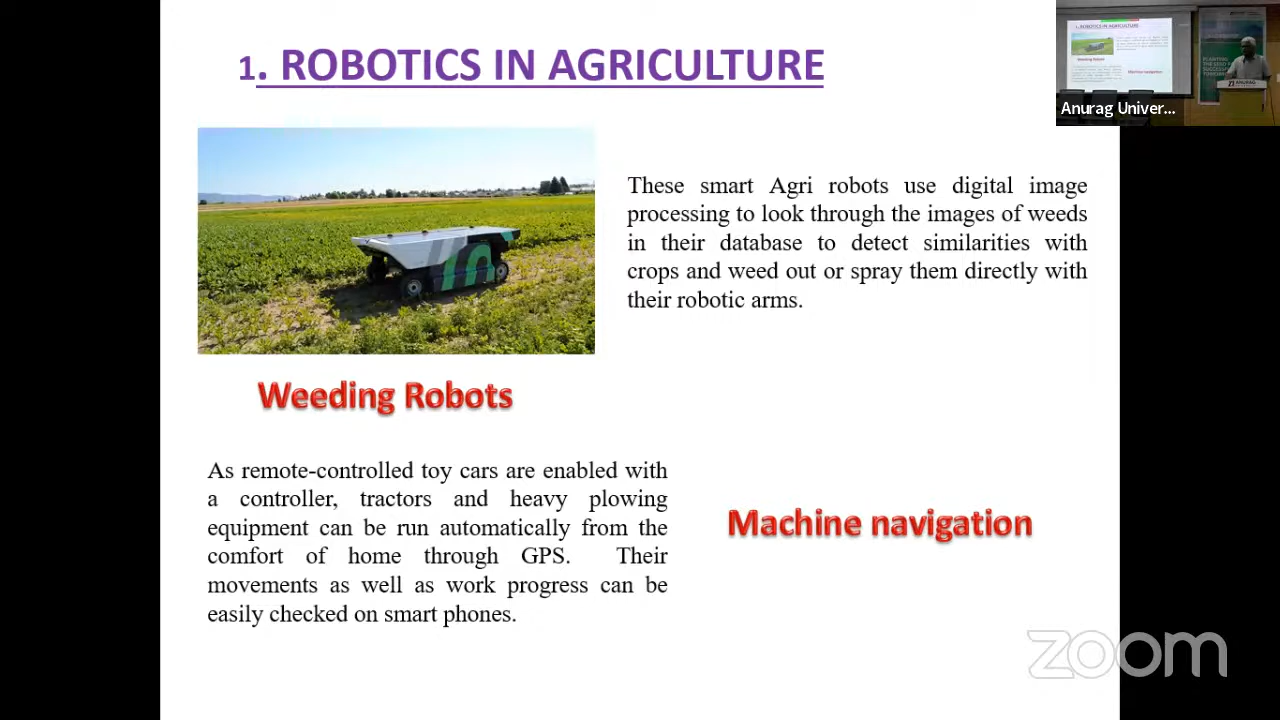 1. ROBOTICS IN AGRICULTURE
These smart Agri robots use digital image
processing to look through the images of weeds
in their database to detect similarities with
crops and weed out or spray them directly with
their robotic arms.
Weeding Robots
As remote-controlled toy cars are enabled with
a controller, tractors and heavy plowing
equipment can be run automatically from the
comfort of home through GPS. Their
movements as well as work progress can be
easily checked on smart phones.
Machine navigation
Anurag Univer...
ANURAG
zoom